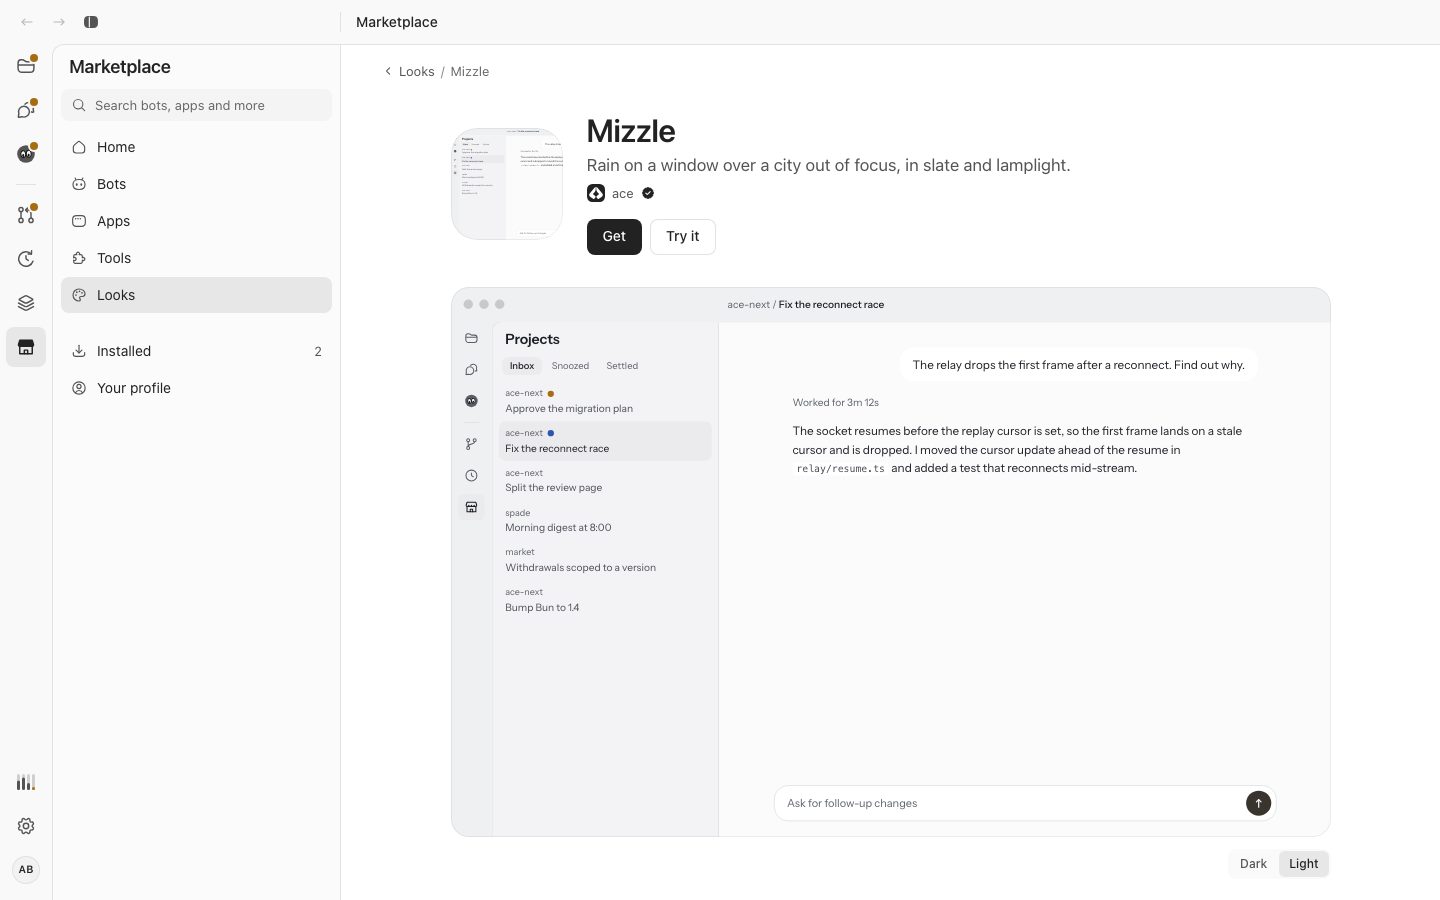 Marketplace
Marketplace
Search bots, apps and more
Home
Bots
Apps
Tools
Looks
Installed 2
Your profile
AB
Looks / Mizzle
Mizzle
Rain on a window over a city out of focus, in slate and lamplight.
ace
Get
Try it
ace-next / Fix the reconnect race
Projects
Inbox Snoozed Settled
ace-next
Approve the migration plan
ace-next
Fix the reconnect race
ace-next
Split the review page
spade
Morning digest at 8:00
market
Withdrawals scoped to a version
ace-next
Bump Bun to 1.4
The relay drops the first frame after a reconnect. Find out why.
Worked for 3m 12s
The socket resumes before the replay cursor is set, so the first frame lands on a stale
cursor and is dropped. I moved the cursor update ahead of the resume in
relay/resume.ts and added a test that reconnects mid-stream.
Ask for follow-up changes
Dark Light